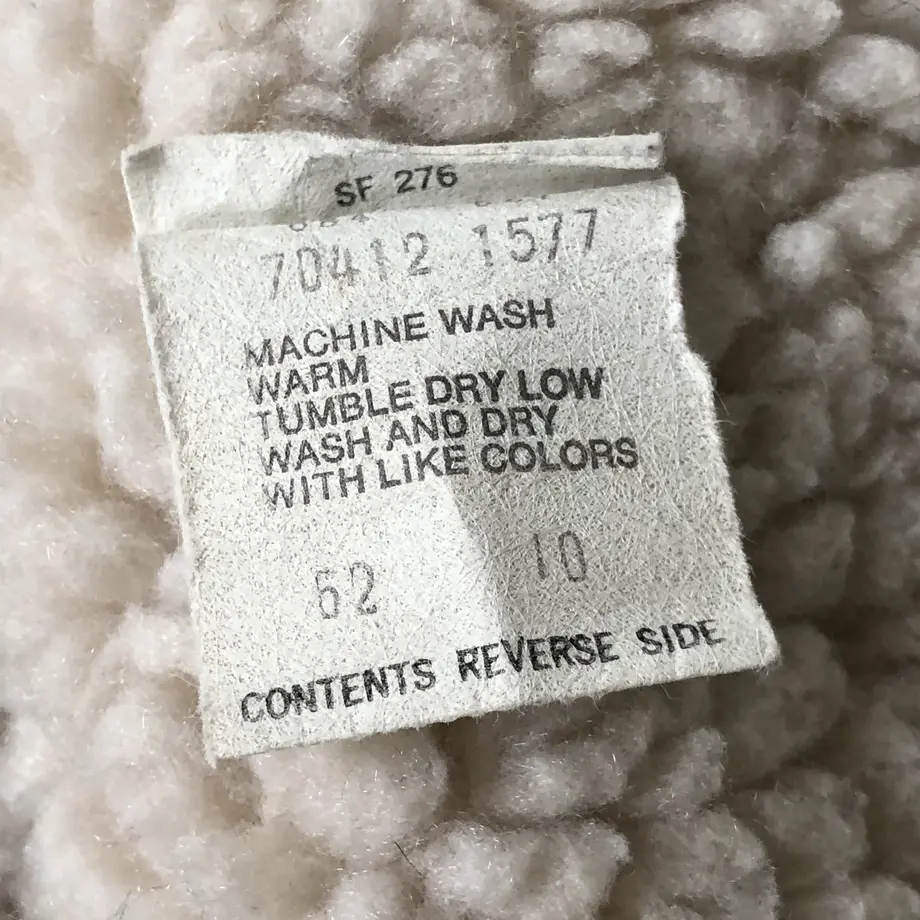 SF 276
70412 1577
MACHINE WASH
WARM
TUMBLE DRY LOW
WASH AND DRY
WITH LIKE COLORS
52 10
CONTENTS REVERSE SIDE